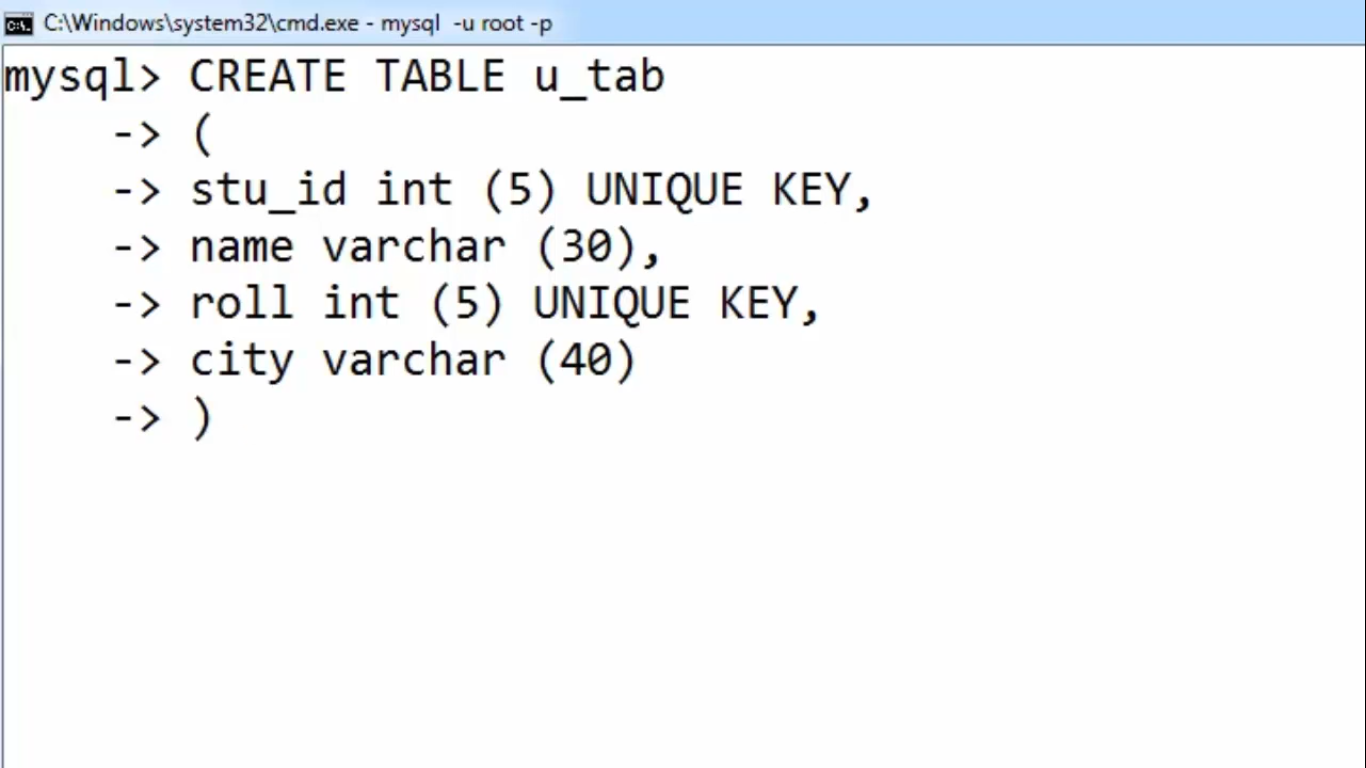 C:\Windows\system32\cmd.exe - mysql  -u root -p
mysql> CREATE TABLE u_tab
    -> (
    -> stu_id int (5) UNIQUE KEY,
    -> name varchar (30),
    -> roll int (5) UNIQUE KEY,
    -> city varchar (40)
    -> )